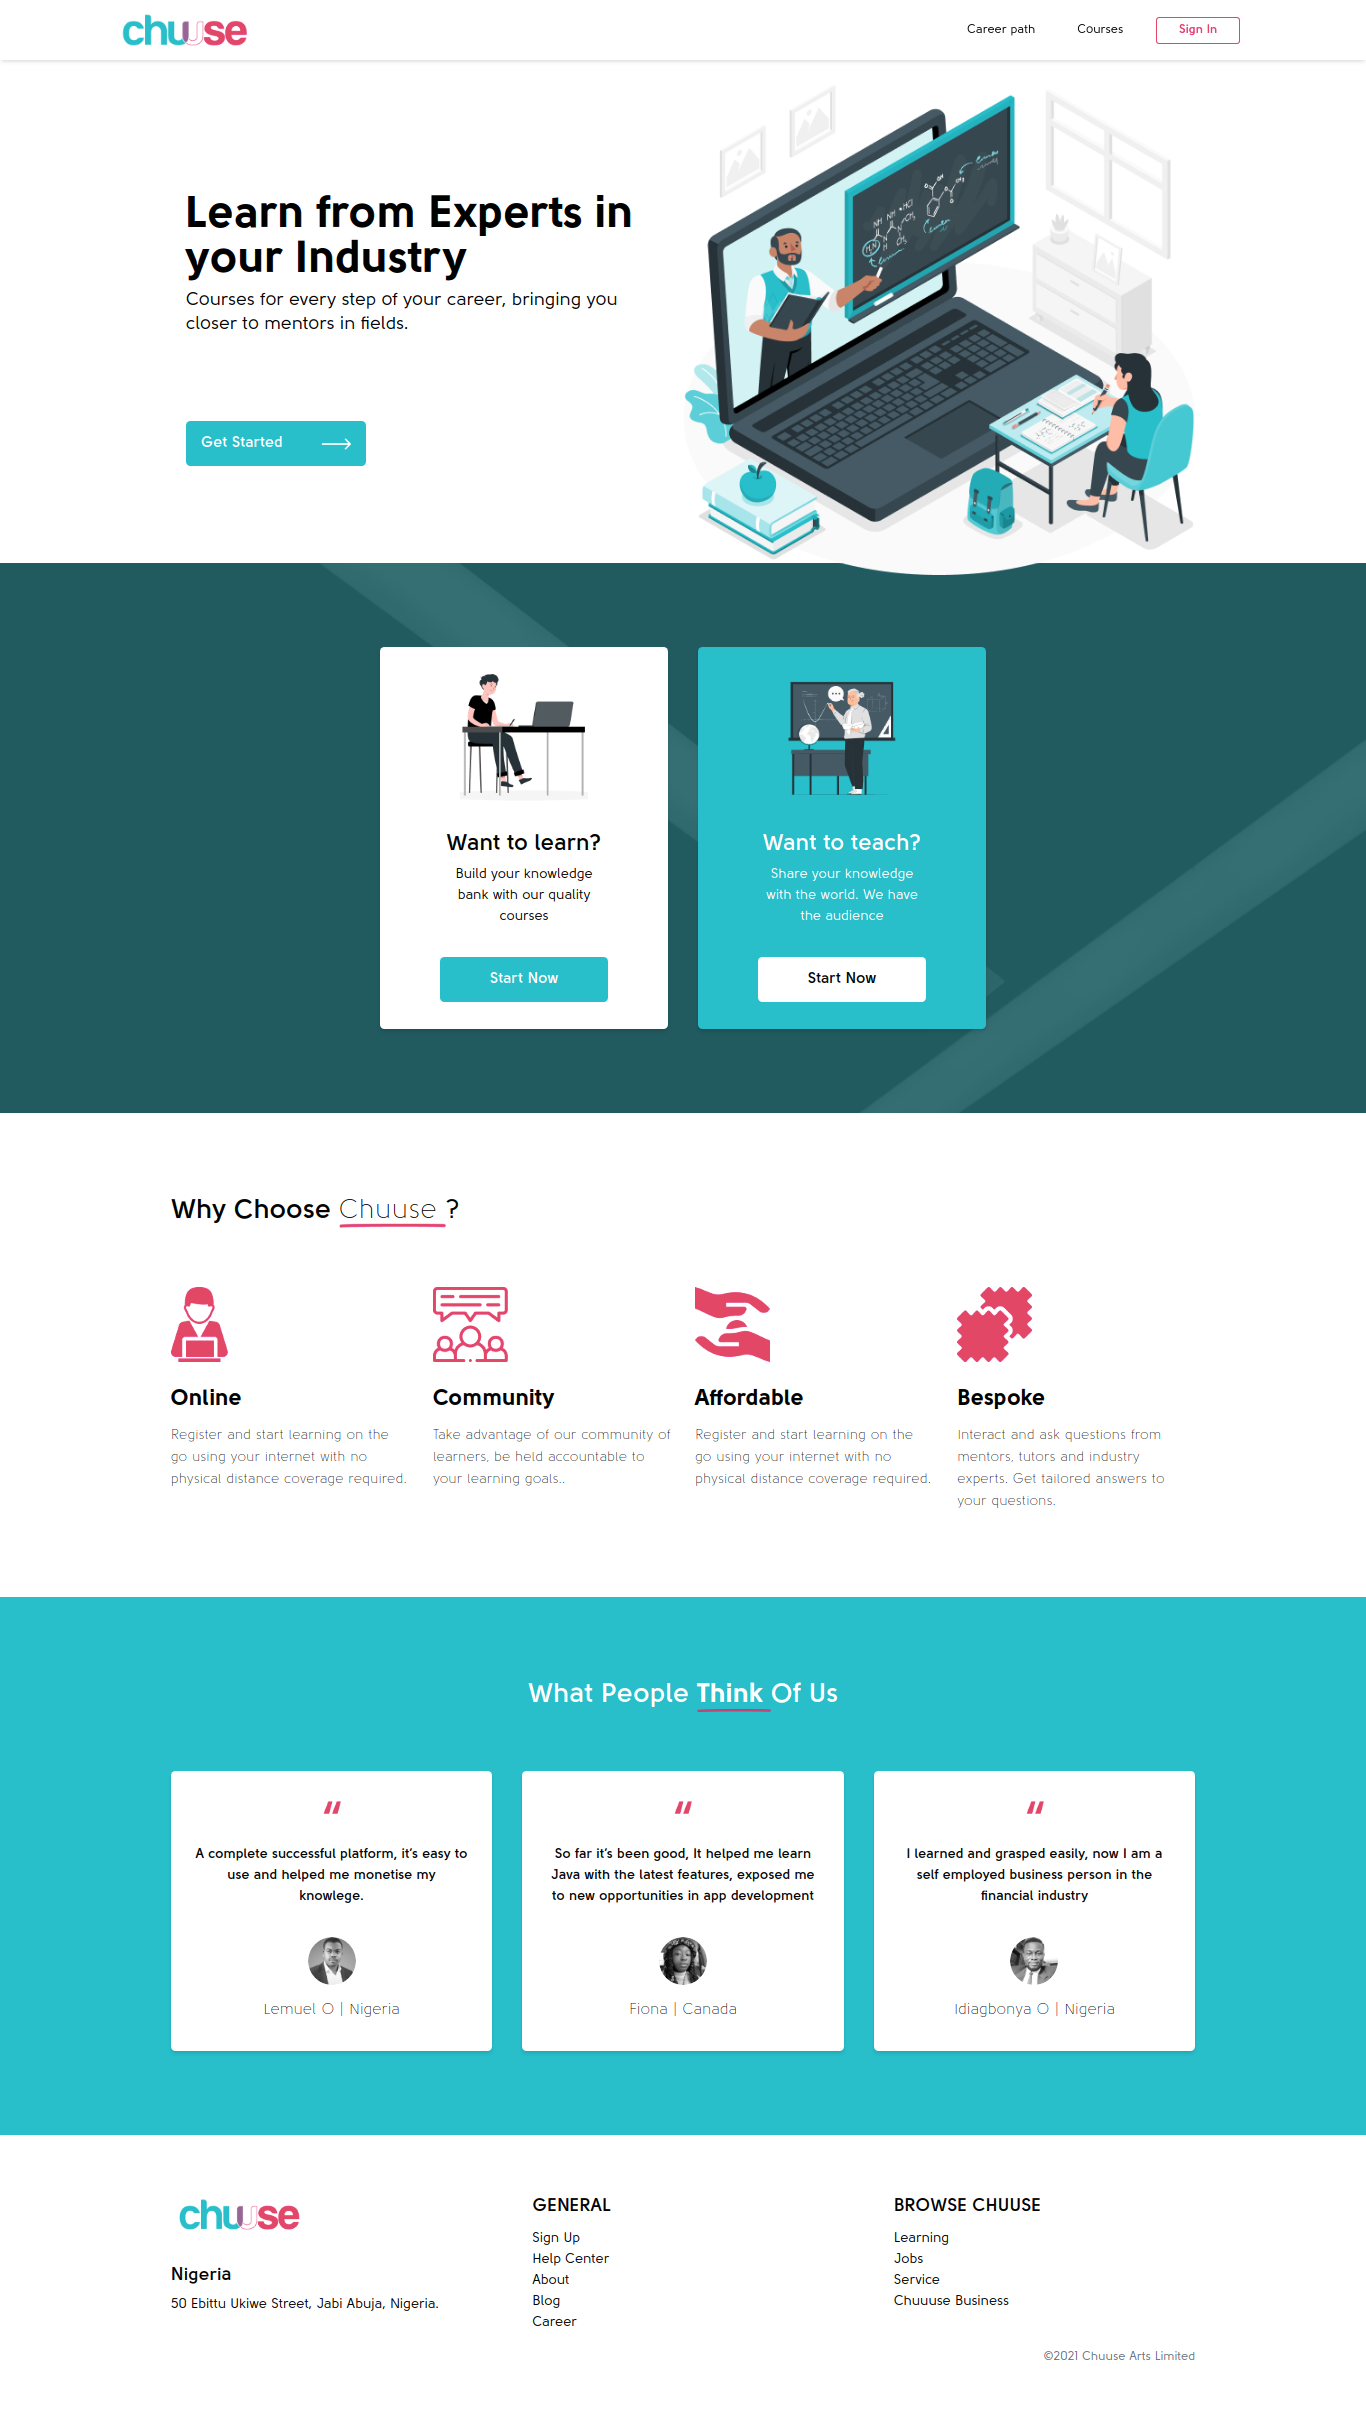 chuuse
Career path
Courses
Sign In
Learn from Experts in
your Industry
Courses for every step of your career, bringing you
closer to mentors in fields.
Get Started
Want to learn?
Build your knowledge
bank with our quality
courses
Start Now
Want to teach?
Share your knowledge
with the world. We have
the audience
Start Now
Why Choose Chuuse ?
Online
Register and start learning on the
go using your internet with no
physical distance coverage required.
Community
Take advantage of our community of
learners, be held accountable to
your learning goals..
Affordable
Register and start learning on the
go using your internet with no
physical distance coverage required.
Bespoke
Interact and ask questions from
mentors, tutors and industry
experts. Get tailored answers to
your questions.
What People Think Of Us
“
A complete successful platform, it’s easy to
use and helped me monetise my
knowlege.
Lemuel O | Nigeria
“
So far it’s been good, It helped me learn
Java with the latest features, exposed me
to new opportunities in app development
Fiona | Canada
“
I learned and grasped easily, now I am a
self employed business person in the
financial industry
Idiagbonya O | Nigeria
chuuse
Nigeria
50 Ebittu Ukiwe Street, Jabi Abuja, Nigeria.
GENERAL
Sign Up
Help Center
About
Blog
Career
BROWSE CHUUSE
Learning
Jobs
Service
Chuuuse Business
©2021 Chuuse Arts Limited